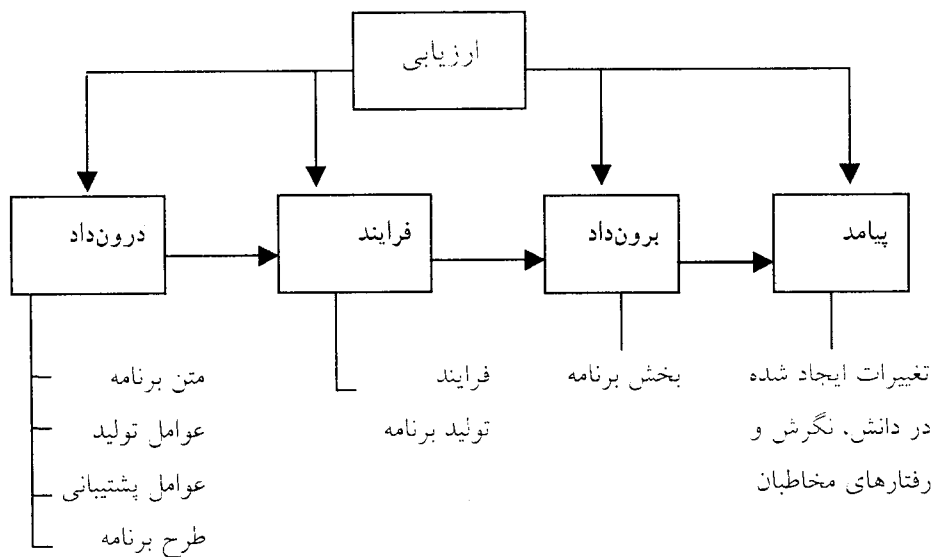 ارزیابی
درون‌داد
فرایند
برون‌داد
پیامد
متن برنامه
عوامل تولید
عوامل پشتیبانی
طرح برنامه
فرایند
تولید برنامه
بخش برنامه
تغییرات ایجاد شده
در دانش، نگرش و
رفتارهای مخاطبان